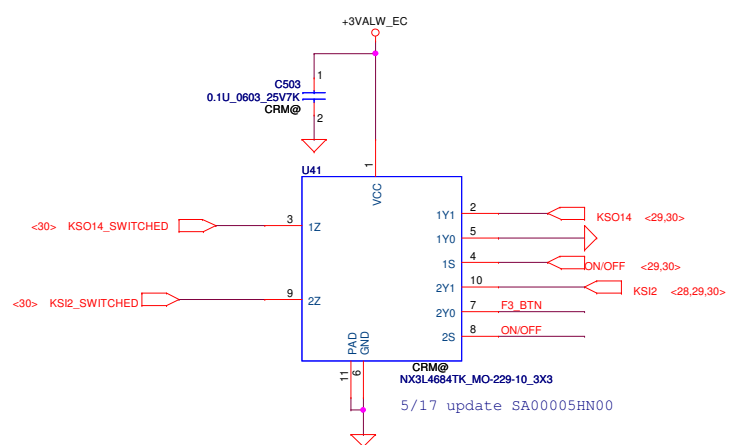 +3VALW_EC
C503
1
0.1U_0603_25V7K
CRM@
2
U41
1
VCC
<30> KSO14_SWITCHED
3
1Z
1Y1
2
KSO14 <29,30>
1Y0
5
1S
4
ON/OFF <29,30>
<30> KSI2_SWITCHED
9
2Z
2Y1
10
KSI2 <28,29,30>
2Y0
7
F3_BTN
2S
8
ON/OFF
PAD
GND
11
6
CRM@
NX3L4684TK_MO-229-10_3X3
5/17 update SA00005HN00